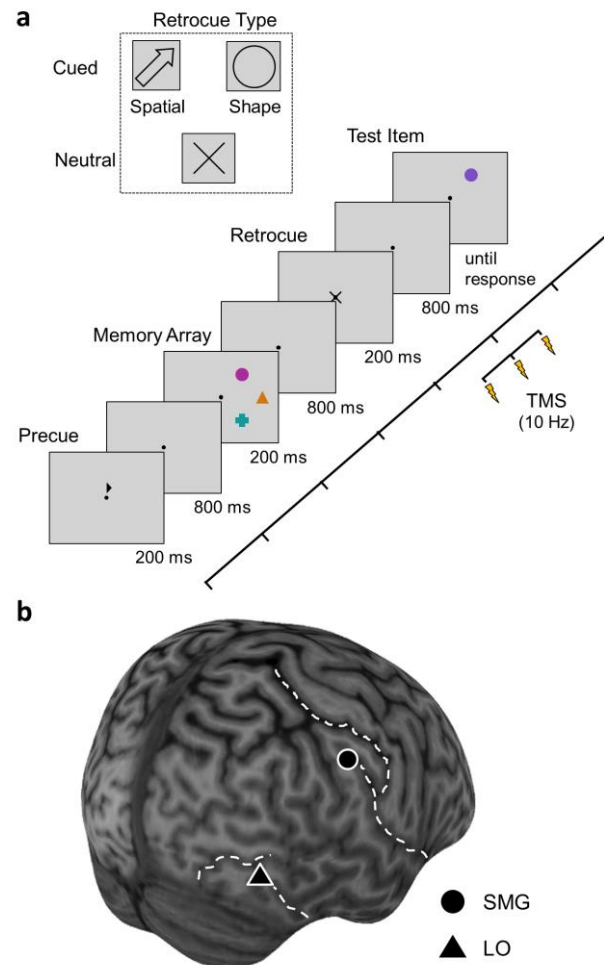 a
Retrocue Type
Cued
Spatial
Shape
Neutral
Test Item
until
response
Retrocue
800 ms
200 ms
Memory Array
800 ms
200 ms
Precue
800 ms
200 ms
TMS
(10 Hz)
b
SMG
LO